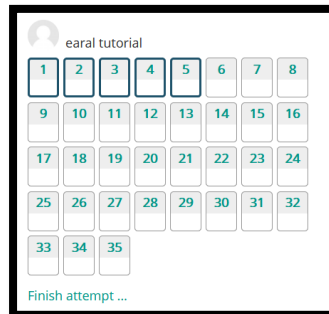 earal tutorial
1 2 3 4 5 6 7 8
9 10 11 12 13 14 15 16
17 18 19 20 21 22 23 24
25 26 27 28 29 30 31 32
33 34 35
Finish attempt ...